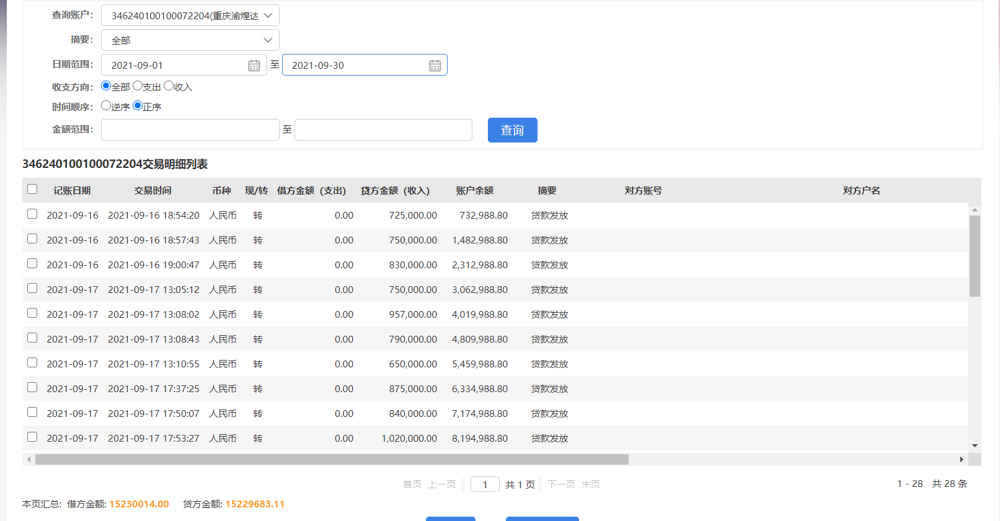 查询账户： 346240100100072204(重庆渝煌达
摘要： 全部
日期范围： 2021-09-01 至 2021-09-30
收支方向： 全部 支出 收入
时间顺序： 逆序 正序
金额范围： 至 查询
346240100100072204交易明细列表
记账日期 交易时间 币种 现/转 借方金额（支出） 贷方金额（收入） 账户余额 摘要 对方账号 对方户名
2021-09-16 2021-09-16 18:54:20 人民币 转 0.00 725,000.00 732,988.80 贷款发放
2021-09-16 2021-09-16 18:57:43 人民币 转 0.00 750,000.00 1,482,988.80 贷款发放
2021-09-16 2021-09-16 19:00:47 人民币 转 0.00 830,000.00 2,312,988.80 贷款发放
2021-09-17 2021-09-17 13:05:12 人民币 转 0.00 750,000.00 3,062,988.80 贷款发放
2021-09-17 2021-09-17 13:08:02 人民币 转 0.00 957,000.00 4,019,988.80 贷款发放
2021-09-17 2021-09-17 13:08:43 人民币 转 0.00 790,000.00 4,809,988.80 贷款发放
2021-09-17 2021-09-17 13:10:55 人民币 转 0.00 650,000.00 5,459,988.80 贷款发放
2021-09-17 2021-09-17 17:37:25 人民币 转 0.00 875,000.00 6,334,988.80 贷款发放
2021-09-17 2021-09-17 17:50:07 人民币 转 0.00 840,000.00 7,174,988.80 贷款发放
2021-09-17 2021-09-17 17:53:27 人民币 转 0.00 1,020,000.00 8,194,988.80 贷款发放
首页 上一页 1 共 1 页 下一页 末页 1 - 28 共 28 条
本页汇总: 借方金额: 15230014.00 贷方金额: 15229683.11